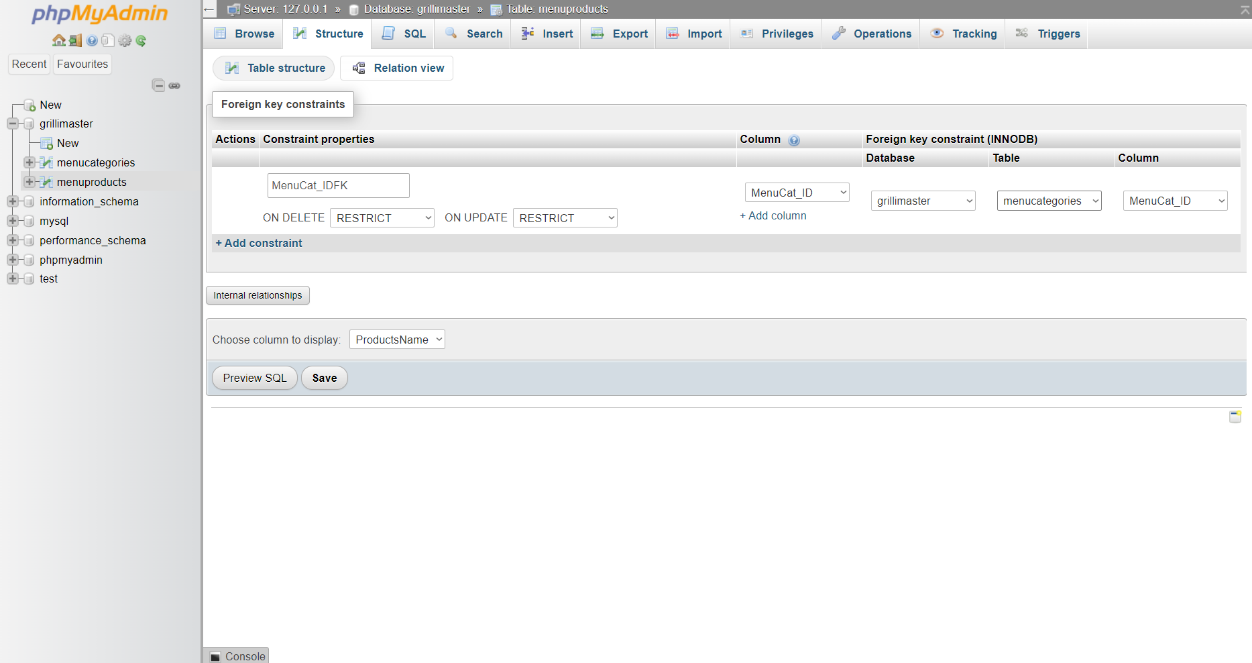 phpMyAdmin
Recent Favourites
New
grillimaster
New
menucategories
menuproducts
information_schema
mysql
performance_schema
phpmyadmin
test
Server: 127.0.0.1 » Database: grillimaster » Table: menuproducts
Browse Structure SQL Search Insert Export Import Privileges Operations Tracking Triggers
Table structure Relation view
Foreign key constraints
Actions Constraint properties Column Foreign key constraint (INNODB)
Database Table Column
MenuCat_IDFK MenuCat_ID grillimaster menucategories MenuCat_ID
ON DELETE RESTRICT ON UPDATE RESTRICT + Add column
+ Add constraint
Internal relationships
Choose column to display: ProductsName
Preview SQL Save
Console